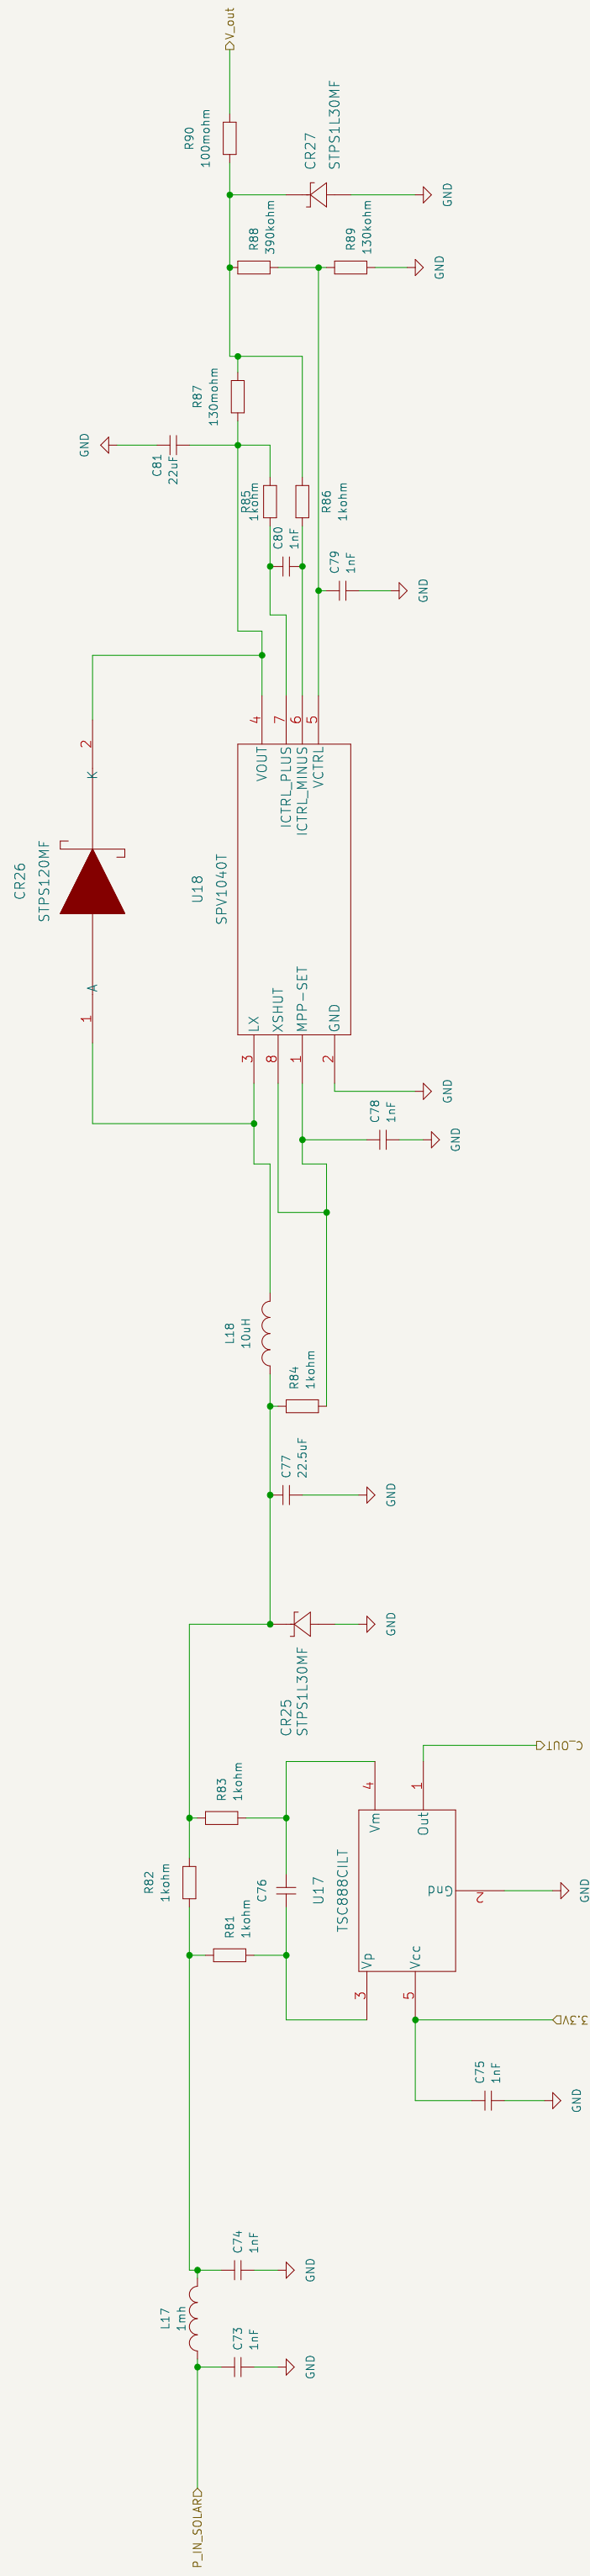 V_out
R90
100mohm
CR27
STPS1L30MF
GND
R88
390kohm
R89
130kohm
GND
R87
130mohm
GND
C81
22uF
R85
1kohm
R86
1kohm
C80
1nF
C79
1nF
GND
4
7
6
5
VOUT
ICTRL_PLUS
ICTRL_MINUS
VCTRL
2
K
CR26
STPS120MF
A
1
U18
SPV1040T
LX
XSHUT
MPP-SET
GND
3
8
1
2
GND
C78
1nF
GND
L18
10uH
R84
1kohm
C77
22.5uF
GND
GND
CR25
STPS1L30MF
C_OUT
R83
1kohm
4
1
Vm
Out
R82
1kohm
C76
U17
TSC888CILT
Gnd
2
GND
R81
1kohm
Vp
Vcc
3
5
3.3VD
C75
1nF
GND
C74
1nF
GND
L17
1mh
C73
1nF
GND
P_IN_SOLAR